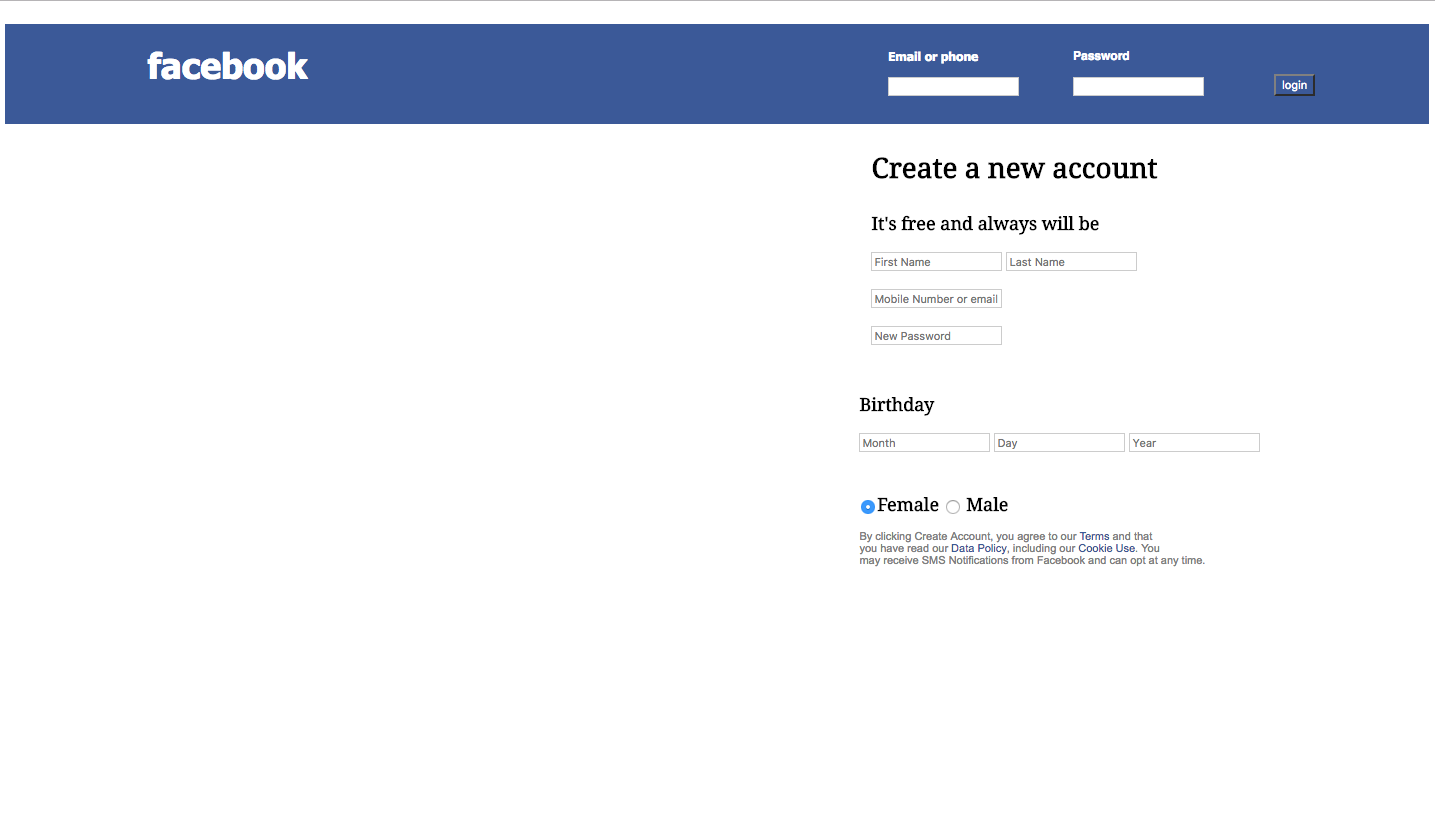 facebook
Email or phone
Password
login
Create a new account
It's free and always will be
First Name
Last Name
Mobile Number or email
New Password
Birthday
Month
Day
Year
Female
Male
By clicking Create Account, you agree to our Terms and that
you have read our Data Policy, including our Cookie Use. You
may receive SMS Notifications from Facebook and can opt at any time.